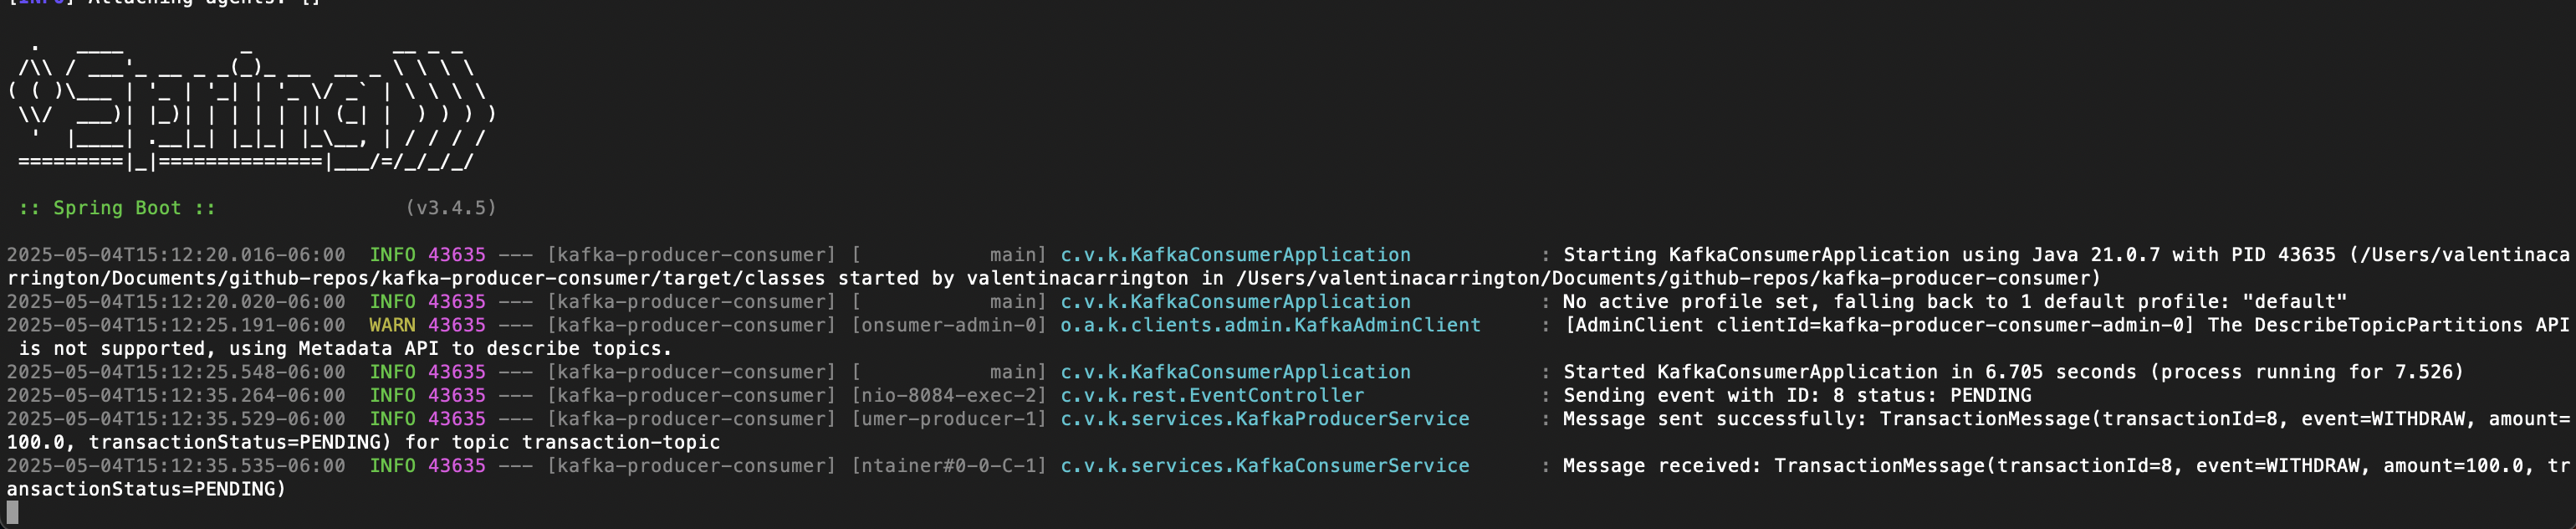 [INFO] Attaching agents: []
  .   ____          _            __ _ _
 /\\ / ___'_ __ _ _(_)_ __  __ _ \ \ \ \
( ( )\___ | '_ | '_| | '_ \/ _` | \ \ \ \
 \\/  ___)| |_)| | | | | || (_| |  ) ) ) )
  '  |____| .__|_| |_|_| |_\__, | / / / /
 =========|_|==============|___/=/_/_/_/
 :: Spring Boot ::                (v3.4.5)
2025-05-04T15:12:20.016-06:00  INFO 43635 --- [kafka-producer-consumer] [           main] c.v.k.KafkaConsumerApplication           : Starting KafkaConsumerApplication using Java 21.0.7 with PID 43635 (/Users/valentinaca
rrington/Documents/github-repos/kafka-producer-consumer/target/classes started by valentinacarrington in /Users/valentinacarrington/Documents/github-repos/kafka-producer-consumer)
2025-05-04T15:12:20.020-06:00  INFO 43635 --- [kafka-producer-consumer] [           main] c.v.k.KafkaConsumerApplication           : No active profile set, falling back to 1 default profile: "default"
2025-05-04T15:12:25.191-06:00  WARN 43635 --- [kafka-producer-consumer] [onsumer-admin-0] o.a.k.clients.admin.KafkaAdminClient     : [AdminClient clientId=kafka-producer-consumer-admin-0] The DescribeTopicPartitions API
 is not supported, using Metadata API to describe topics.
2025-05-04T15:12:25.548-06:00  INFO 43635 --- [kafka-producer-consumer] [           main] c.v.k.KafkaConsumerApplication           : Started KafkaConsumerApplication in 6.705 seconds (process running for 7.526)
2025-05-04T15:12:35.264-06:00  INFO 43635 --- [kafka-producer-consumer] [nio-8084-exec-2] c.v.k.rest.EventController               : Sending event with ID: 8 status: PENDING
2025-05-04T15:12:35.529-06:00  INFO 43635 --- [kafka-producer-consumer] [umer-producer-1] c.v.k.services.KafkaProducerService      : Message sent successfully: TransactionMessage(transactionId=8, event=WITHDRAW, amount=
100.0, transactionStatus=PENDING) for topic transaction-topic
2025-05-04T15:12:35.535-06:00  INFO 43635 --- [kafka-producer-consumer] [ntainer#0-0-C-1] c.v.k.services.KafkaConsumerService      : Message received: TransactionMessage(transactionId=8, event=WITHDRAW, amount=100.0, tr
ansactionStatus=PENDING)